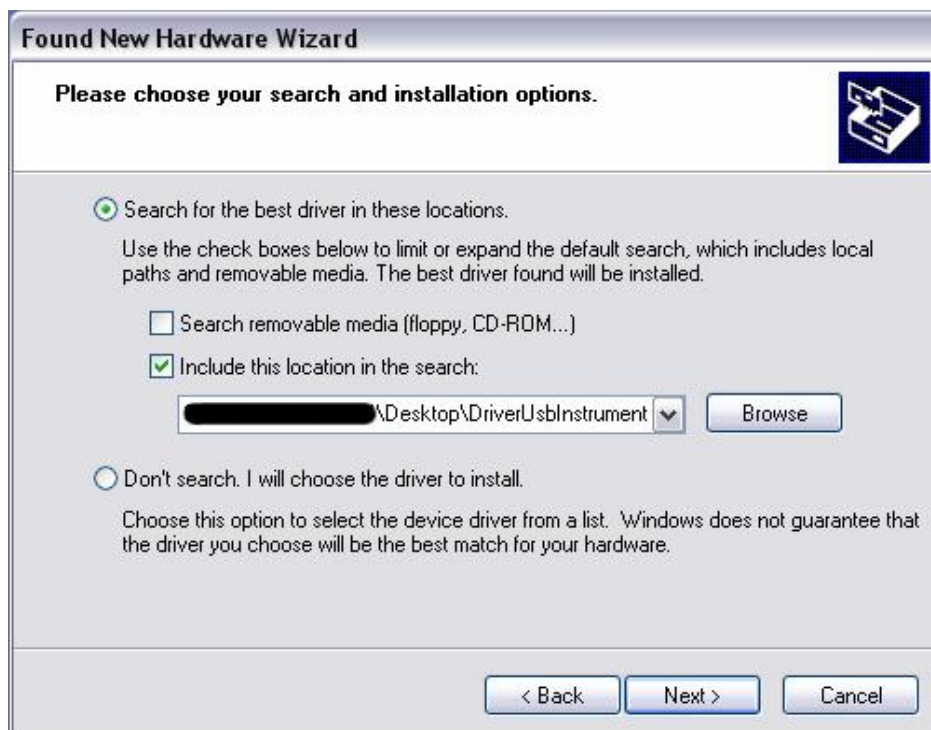 Found New Hardware Wizard
Please choose your search and installation options.
Search for the best driver in these locations.
Use the check boxes below to limit or expand the default search, which includes local
paths and removable media. The best driver found will be installed.
Search removable media (floppy, CD-ROM...)
Include this location in the search:
\Desktop\DriverUsbInstrument
Browse
Don't search. I will choose the driver to install.
Choose this option to select the device driver from a list. Windows does not guarantee that
the driver you choose will be the best match for your hardware.
< Back
Next >
Cancel